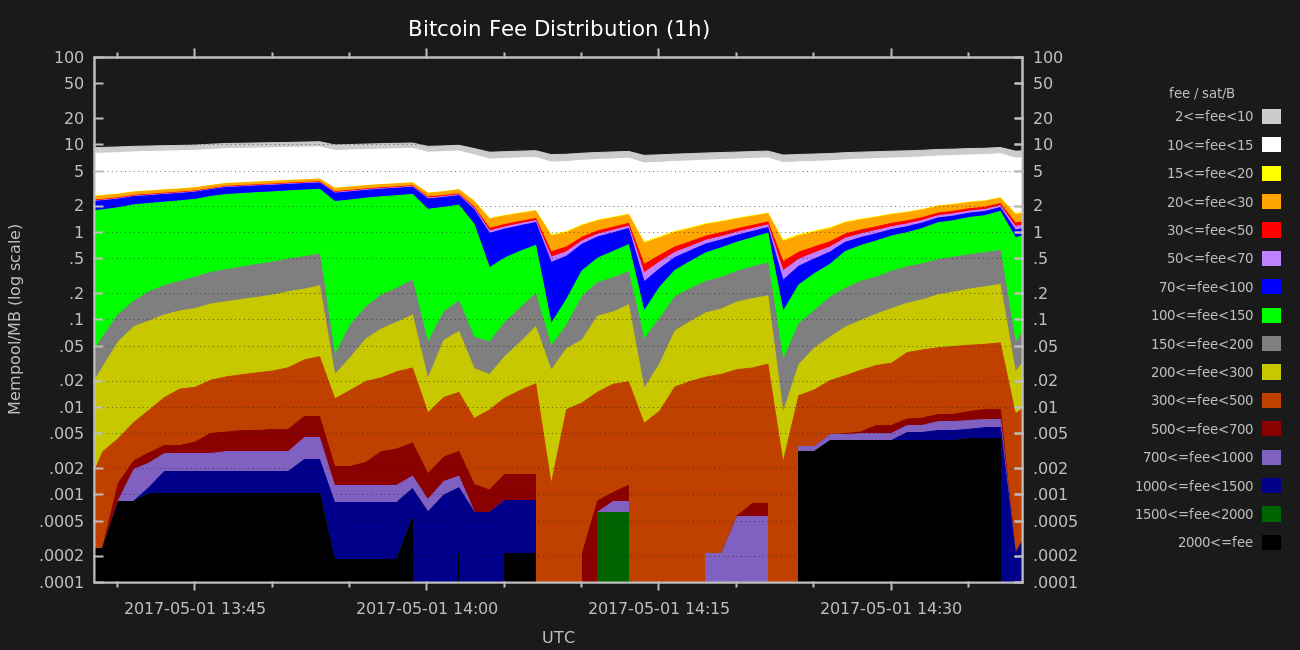 Bitcoin Fee Distribution (1h)
Mempool/MB (log scale)
100
50
20
10
5
2
1
.5
.2
.1
.05
.02
.01
.005
.002
.001
.0005
.0002
.0001
100
50
20
10
5
2
1
.5
.2
.1
.05
.02
.01
.005
.002
.001
.0005
.0002
.0001
2017-05-01 13:45
2017-05-01 14:00
2017-05-01 14:15
2017-05-01 14:30
UTC
fee / sat/B
2<=fee<10
10<=fee<15
15<=fee<20
20<=fee<30
30<=fee<50
50<=fee<70
70<=fee<100
100<=fee<150
150<=fee<200
200<=fee<300
300<=fee<500
500<=fee<700
700<=fee<1000
1000<=fee<1500
1500<=fee<2000
2000<=fee